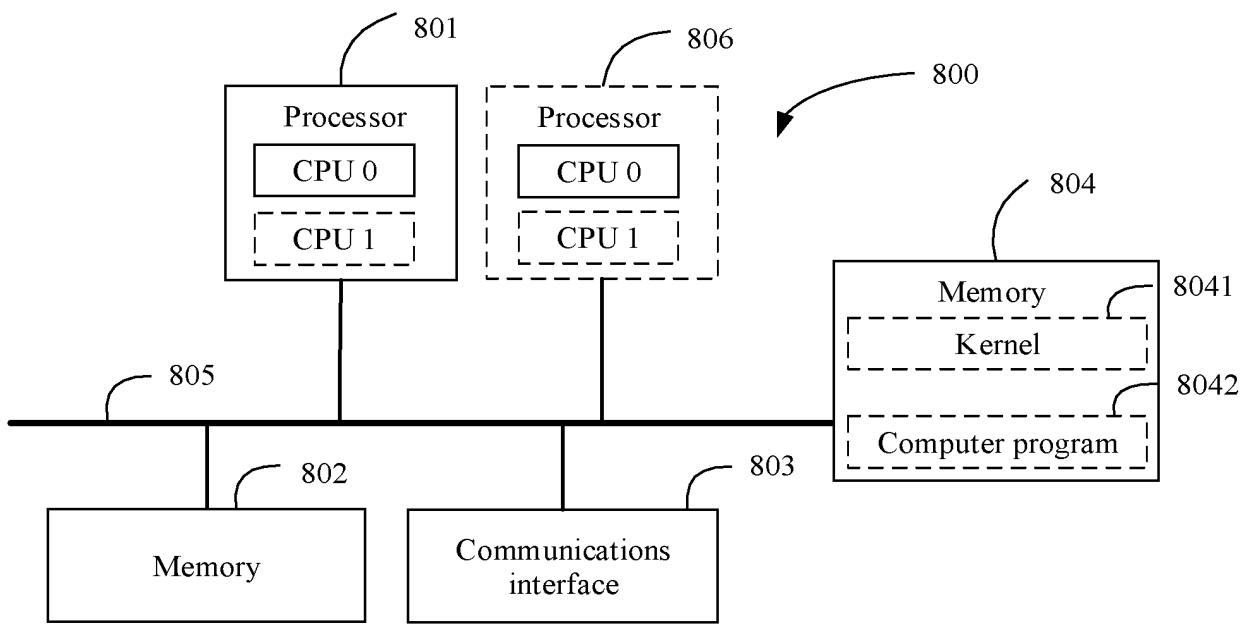 801
806
800
Processor
CPU 0
CPU 1
Processor
CPU 0
CPU 1
804
Memory
8041
Kernel
8042
Computer program
805
802
Memory
803
Communications
interface